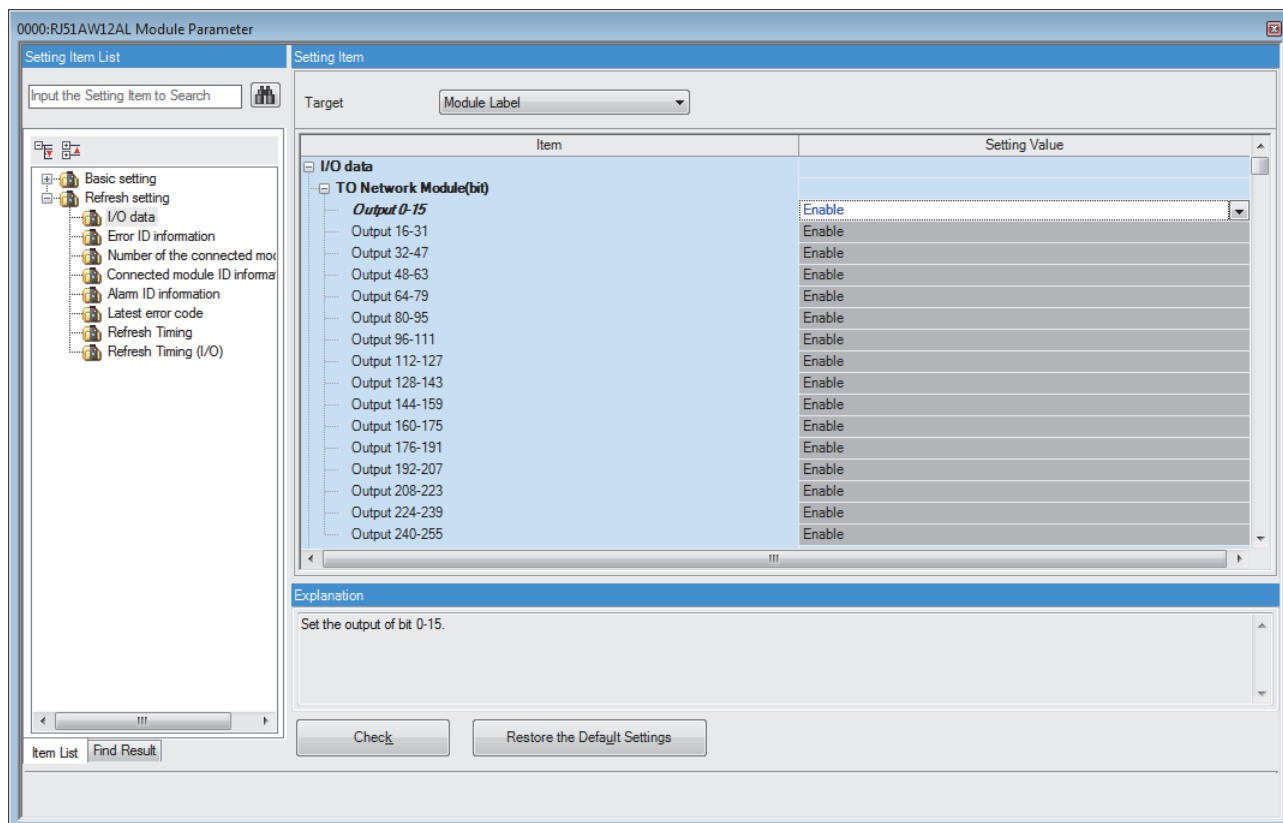 0000:RJ51AW12AL Module Parameter
Setting Item List
Input the Setting Item to Search
Basic setting
Refresh setting
I/O data
Error ID information
Number of the connected mod
Connected module ID informa
Alarm ID information
Latest error code
Refresh Timing
Refresh Timing (I/O)
Item List Find Result
Setting Item
Target Module Label
Item Setting Value
I/O data
TO Network Module(bit)
Output 0-15 Enable
Output 16-31 Enable
Output 32-47 Enable
Output 48-63 Enable
Output 64-79 Enable
Output 80-95 Enable
Output 96-111 Enable
Output 112-127 Enable
Output 128-143 Enable
Output 144-159 Enable
Output 160-175 Enable
Output 176-191 Enable
Output 192-207 Enable
Output 208-223 Enable
Output 224-239 Enable
Output 240-255 Enable
Explanation
Set the output of bit 0-15.
Check Restore the Default Settings